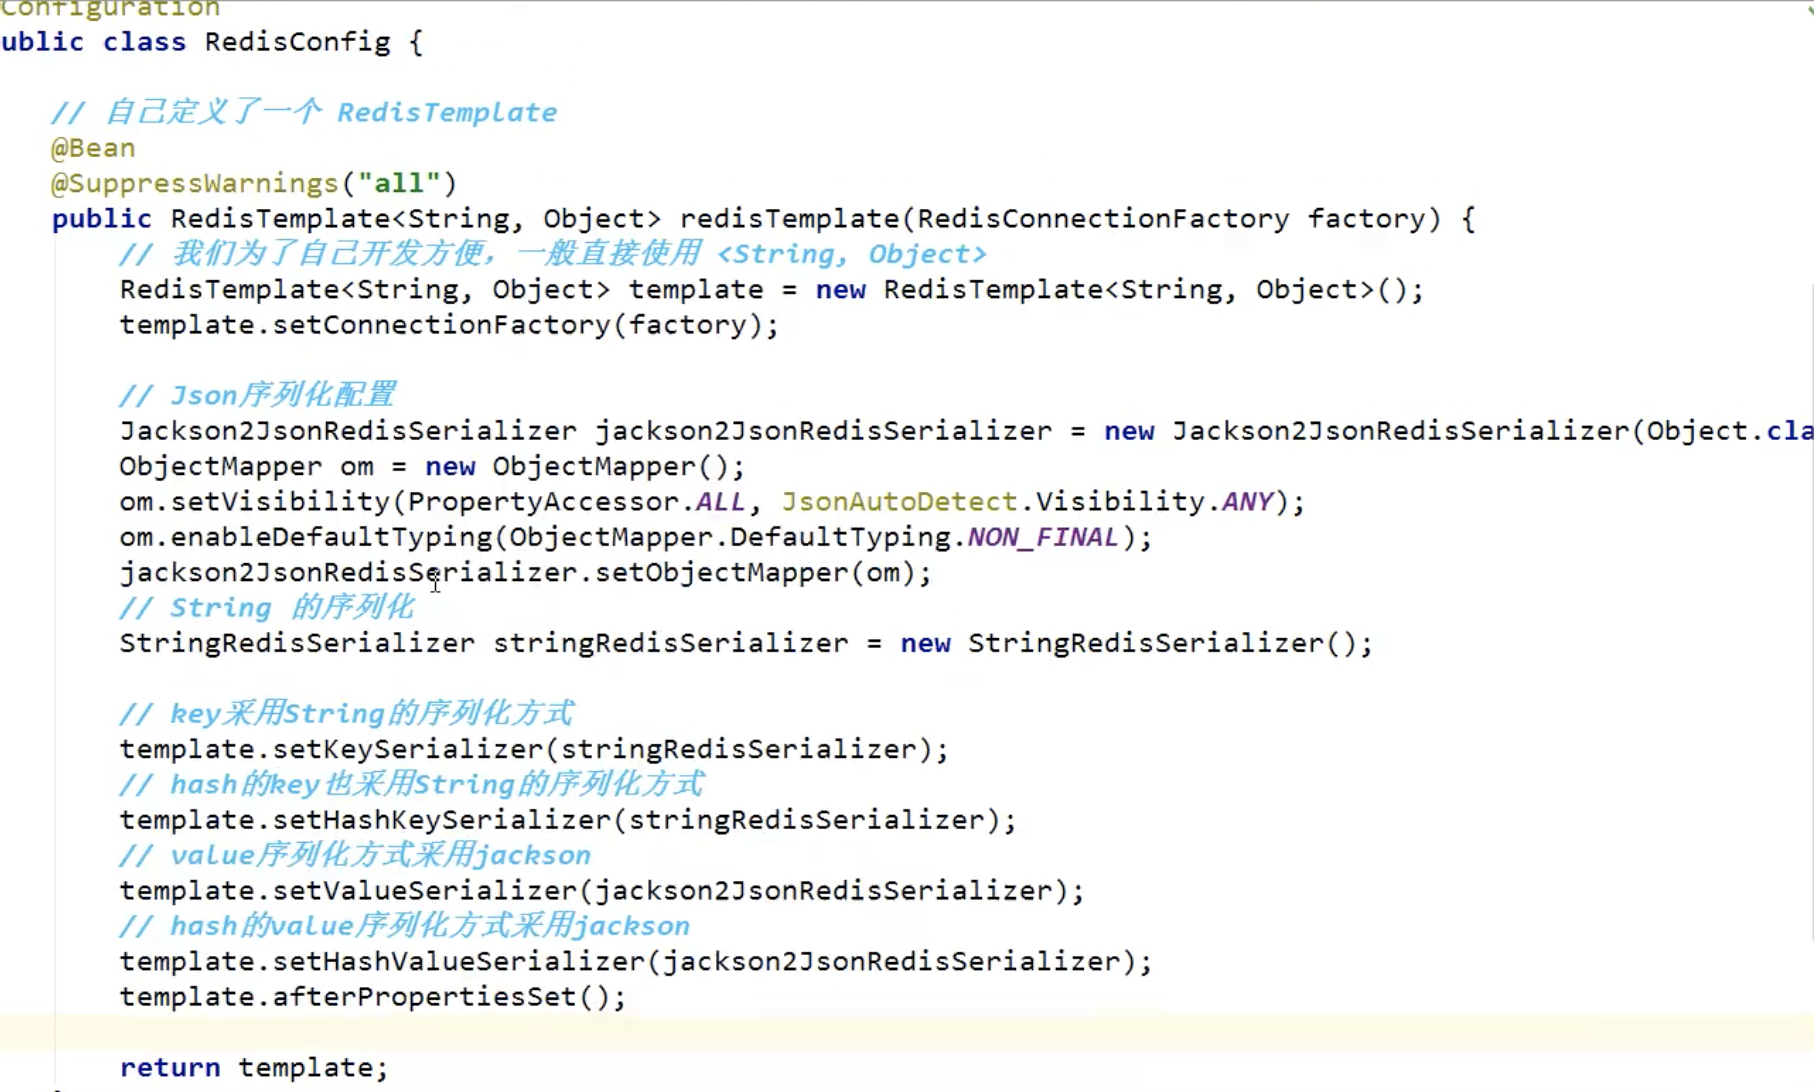 Configuration
ublic class RedisConfig {
// 自己定义了一个 RedisTemplate
@Bean
@SuppressWarnings("all")
public RedisTemplate<String, Object> redisTemplate(RedisConnectionFactory factory) {
// 我们为了自己开发方便，一般直接使用 <String, Object>
RedisTemplate<String, Object> template = new RedisTemplate<String, Object>();
template.setConnectionFactory(factory);
// Json序列化配置
Jackson2JsonRedisSerializer jackson2JsonRedisSerializer = new Jackson2JsonRedisSerializer(Object.cla
ObjectMapper om = new ObjectMapper();
om.setVisibility(PropertyAccessor.ALL, JsonAutoDetect.Visibility.ANY);
om.enableDefaultTyping(ObjectMapper.DefaultTyping.NON_FINAL);
jackson2JsonRedisSerializer.setObjectMapper(om);
// String 的序列化
StringRedisSerializer stringRedisSerializer = new StringRedisSerializer();
// key采用String的序列化方式
template.setKeySerializer(stringRedisSerializer);
// hash的key也采用String的序列化方式
template.setHashKeySerializer(stringRedisSerializer);
// value序列化方式采用jackson
template.setValueSerializer(jackson2JsonRedisSerializer);
// hash的value序列化方式采用jackson
template.setHashValueSerializer(jackson2JsonRedisSerializer);
template.afterPropertiesSet();
return template;